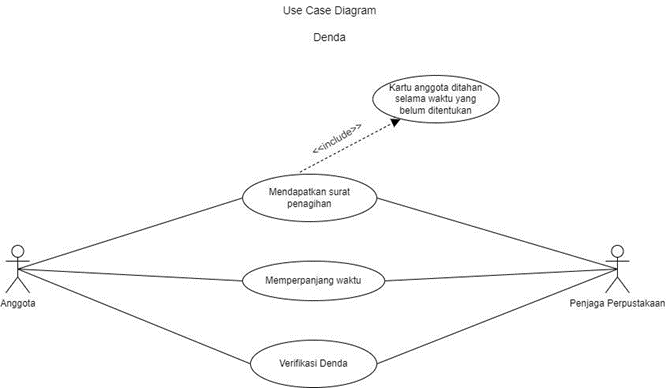 Use Case Diagram
Denda
Kartu anggota ditahan
selama waktu yang
belum ditentukan
<<include>>
Mendapatkan surat
penagihan
Memperpanjang waktu
Anggota
Penjaga Perpustakaan
Verifikasi Denda